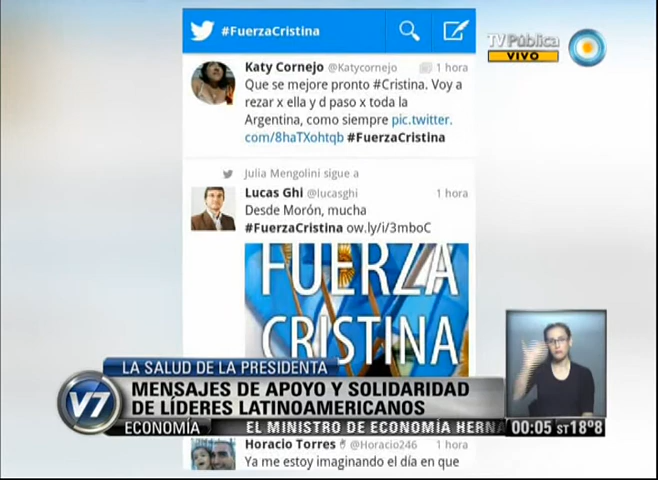 #FuerzaCristina
TV Pública
VIVO
Katy Cornejo @Katycornejo 1 hora
Que se mejore pronto #Cristina. Voy a
rezar x ella y d paso x toda la
Argentina, como siempre pic.twitter.
com/8haTXohtqb #FuerzaCristina
Julia Mengolini sigue a
Lucas Ghi @lucasghi 1 hora
Desde Morón, mucha
#FuerzaCristina ow.ly/i/3mboC
FUERZA
CRISTINA
LA SALUD DE LA PRESIDENTA
V7
MENSAJES DE APOYO Y SOLIDARIDAD
DE LÍDERES LATINOAMERICANOS
ECONOMÍA EL MINISTRO DE ECONOMÍA HERNA
00:05 ST 18°8
Horacio Torres @Horacio246 1 hora
Ya me estoy imaginando el día en que